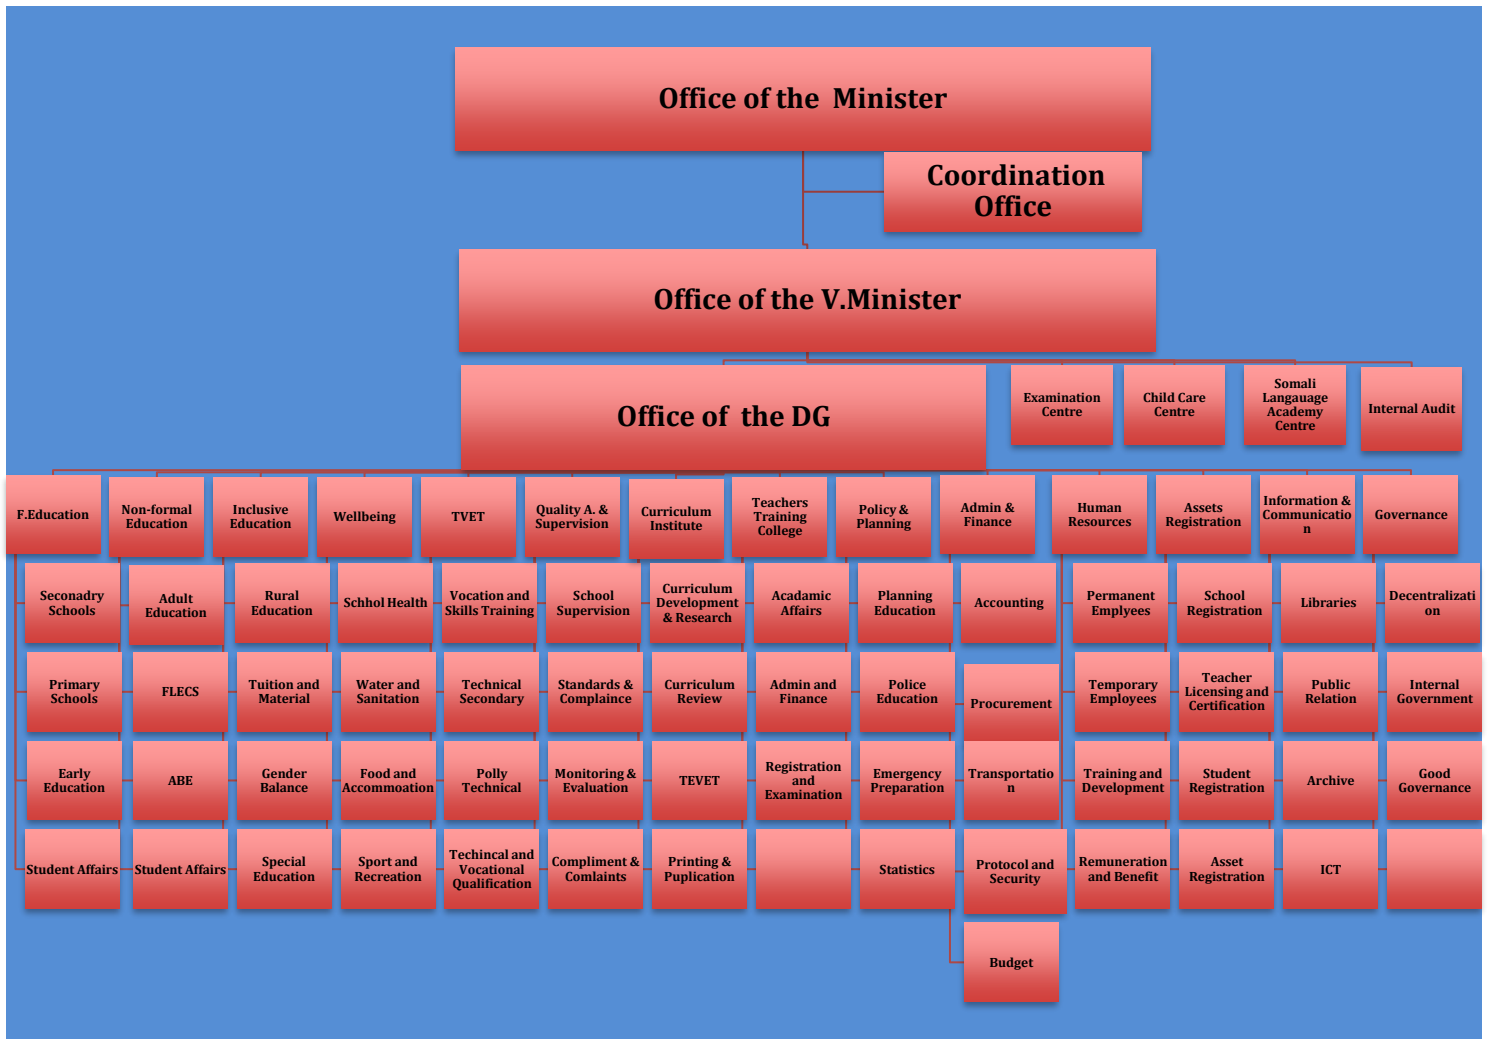 Office of the  Minister
Coordination
Office
Office of the V.Minister
Office of  the DG
Examination
Centre
Child Care
Centre
Somali
Langauage
Academy
Centre
Internal Audit
F.Education
Non-formal
Education
Inclusive
Education
Wellbeing
TVET
Quality A. &
Supervision
Curriculum
Institute
Teachers
Training
College
Policy &
Planning
Admin &
Finance
Human
Resources
Assets
Registration
Information &
Communicatio
n
Governance
Seconadry
Schools
Adult
Education
Rural
Education
Schhol Health
Vocation and
Skills Training
School
Supervision
Curriculum
Development
& Research
Acadamic
Affairs
Planning
Education
Accounting
Permanent
Emplyees
School
Registration
Libraries
Decentralizati
on
Primary
Schools
FLECS
Tuition and
Material
Water and
Sanitation
Technical
Secondary
Standards &
Complaince
Curriculum
Review
Admin and
Finance
Police
Education
Procurement
Temporary
Employees
Teacher
Licensing and
Certification
Public
Relation
Internal
Government
Early
Education
ABE
Gender
Balance
Food and
Accommoation
Polly
Technical
Monitoring &
Evaluation
TEVET
Registration
and
Examination
Emergency
Preparation
Transportatio
n
Training and
Development
Student
Registration
Archive
Good
Governance
Student Affairs
Student Affairs
Special
Education
Sport and
Recreation
Techincal and
Vocational
Qualification
Compliment &
Comlaints
Printing &
Puplication
Statistics
Protocol and
Security
Remuneration
and Benefit
Asset
Registration
ICT
Budget